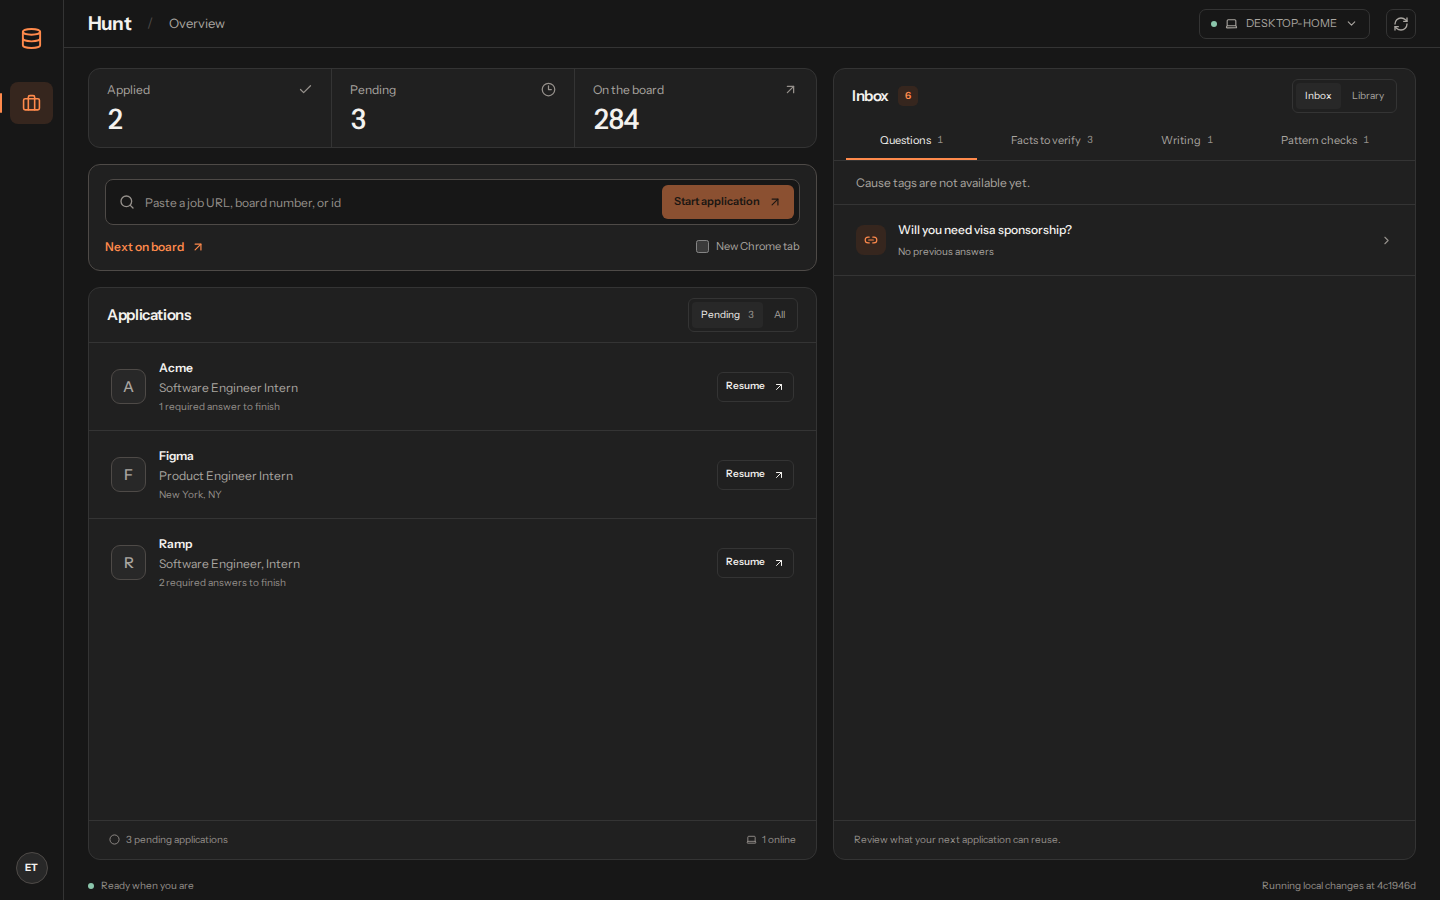 Hunt / Overview
DESKTOP-HOME
Applied
2
Pending
3
On the board
284
Paste a job URL, board number, or id
Start application
Next on board
New Chrome tab
Applications
Pending 3
All
A
Acme
Software Engineer Intern
1 required answer to finish
Resume
F
Figma
Product Engineer Intern
New York, NY
Resume
R
Ramp
Software Engineer, Intern
2 required answers to finish
Resume
3 pending applications
1 online
Inbox 6
Inbox
Library
Questions 1
Facts to verify 3
Writing 1
Pattern checks 1
Cause tags are not available yet.
Will you need visa sponsorship?
No previous answers
Review what your next application can reuse.
ET
Ready when you are
Running local changes at 4c1946d